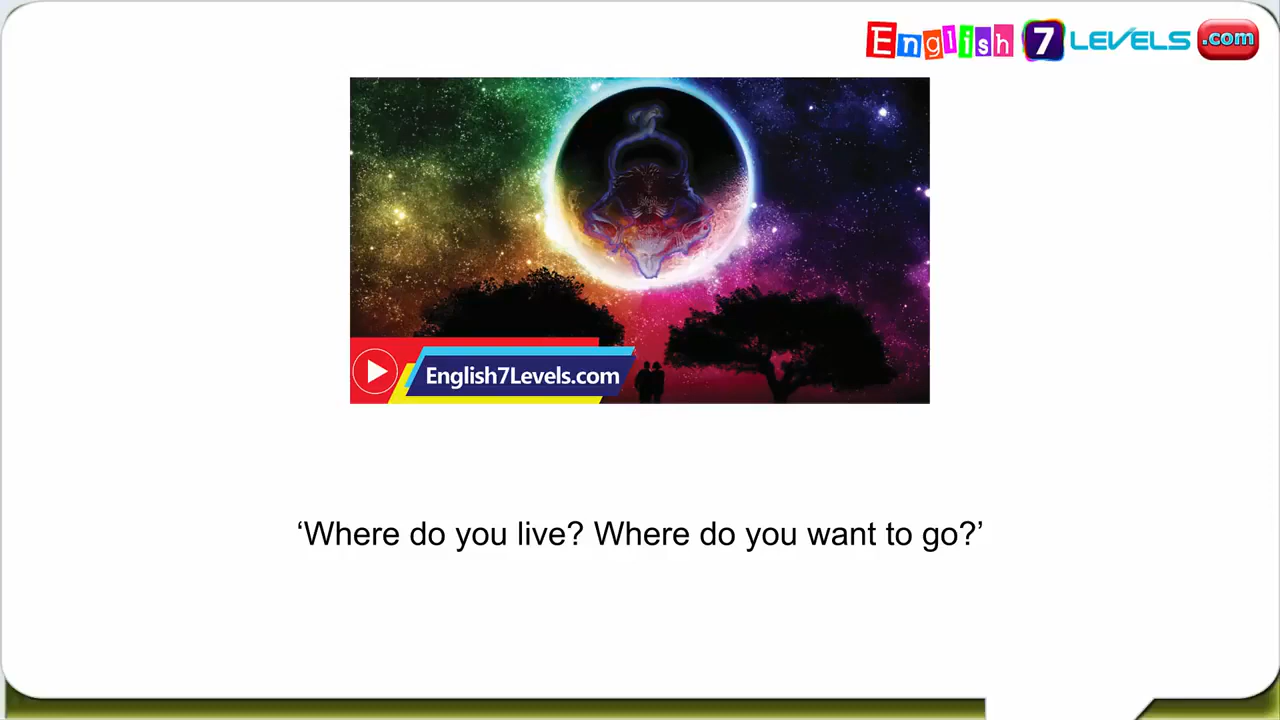 English 7 LEVELS .com
English7Levels.com
‘Where do you live? Where do you want to go?’